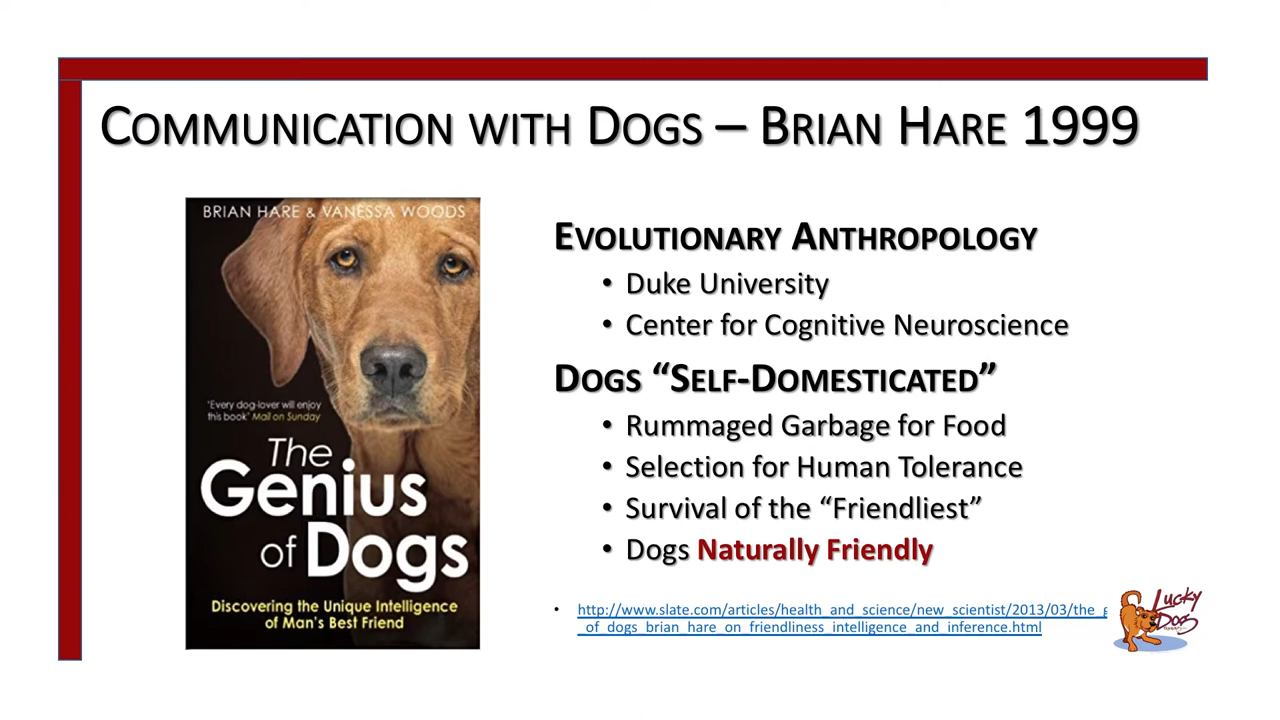 COMMUNICATION WITH DOGS – BRIAN HARE 1999
BRIAN HARE & VANESSA WOODS
'Every dog-lover will enjoy
this book' Mail on Sunday
The
Genius
of Dogs
Discovering the Unique Intelligence
of Man's Best Friend
EVOLUTIONARY ANTHROPOLOGY
• Duke University
• Center for Cognitive Neuroscience
DOGS “SELF-DOMESTICATED”
• Rummaged Garbage for Food
• Selection for Human Tolerance
• Survival of the “Friendliest”
• Dogs Naturally Friendly
• http://www.slate.com/articles/health_and_science/new_scientist/2013/03/the_g
_of_dogs_brian_hare_on_friendliness_intelligence_and_inference.html
Lucky
Dog